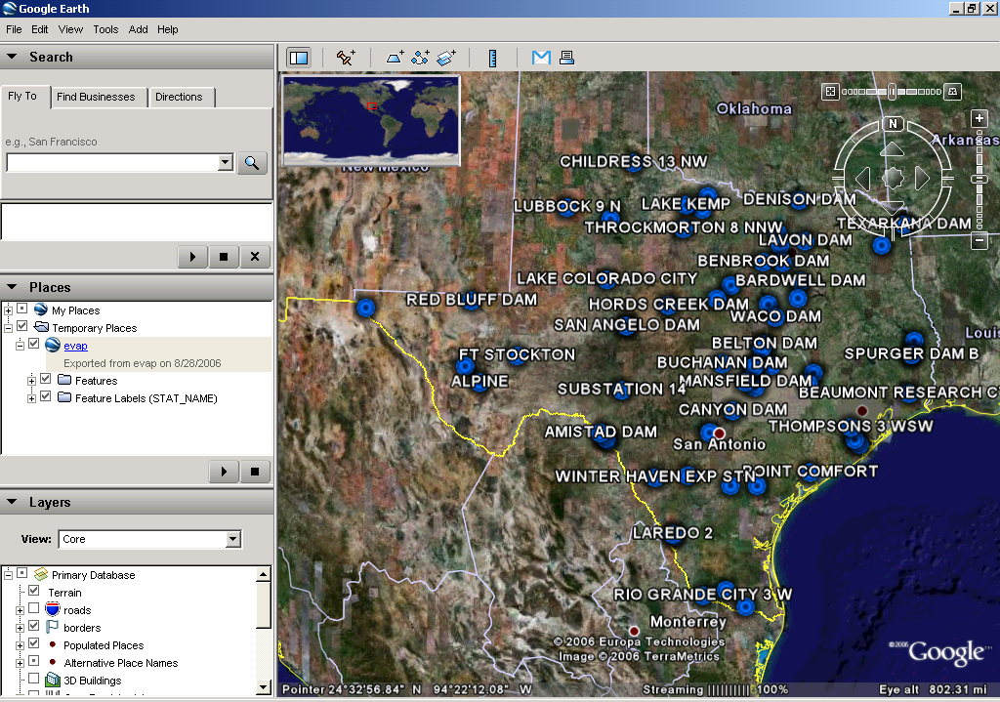 Google Earth
File Edit View Tools Add Help
Search
Fly To Find Businesses Directions
e.g., San Francisco
Places
My Places
Temporary Places
evap
Exported from evap on 8/28/2006
Features
Feature Labels (STAT_NAME)
Layers
View: Core
Primary Database
Terrain
roads
borders
Populated Places
Alternative Place Names
3D Buildings
New Mexico
Oklahoma
N
Arkansas
CHILDRESS 13 NW
LUBBOCK 9 N
LAKE KEMP
DENISON DAM
THROCKMORTON 8 NNW
TEXARKANA DAM
LAVON DAM
BENBROOK DAM
LAKE COLORADO CITY
BARDWELL DAM
RED BLUFF DAM
HORDS CREEK DAM
WACO DAM
SAN ANGELO DAM
Louis
BELTON DAM
FT STOCKTON
SPURGER DAM B
BUCHANAN DAM
ALPINE
MANSFIELD DAM
SUBSTATION 14
BEAUMONT RESEARCH CT
CANYON DAM
THOMPSONS 3 WSW
AMISTAD DAM
San Antonio
WINTER HAVEN EXP STN
POINT COMFORT
LAREDO 2
RIO GRANDE CITY 3 W
Monterrey
© 2006 Europa Technologies
Image © 2006 TerraMetrics
©2006 Google™
Pointer 24°32'56.84" N 94°22'12.08" W Streaming |||||||||| 100% Eye alt 802.31 mi